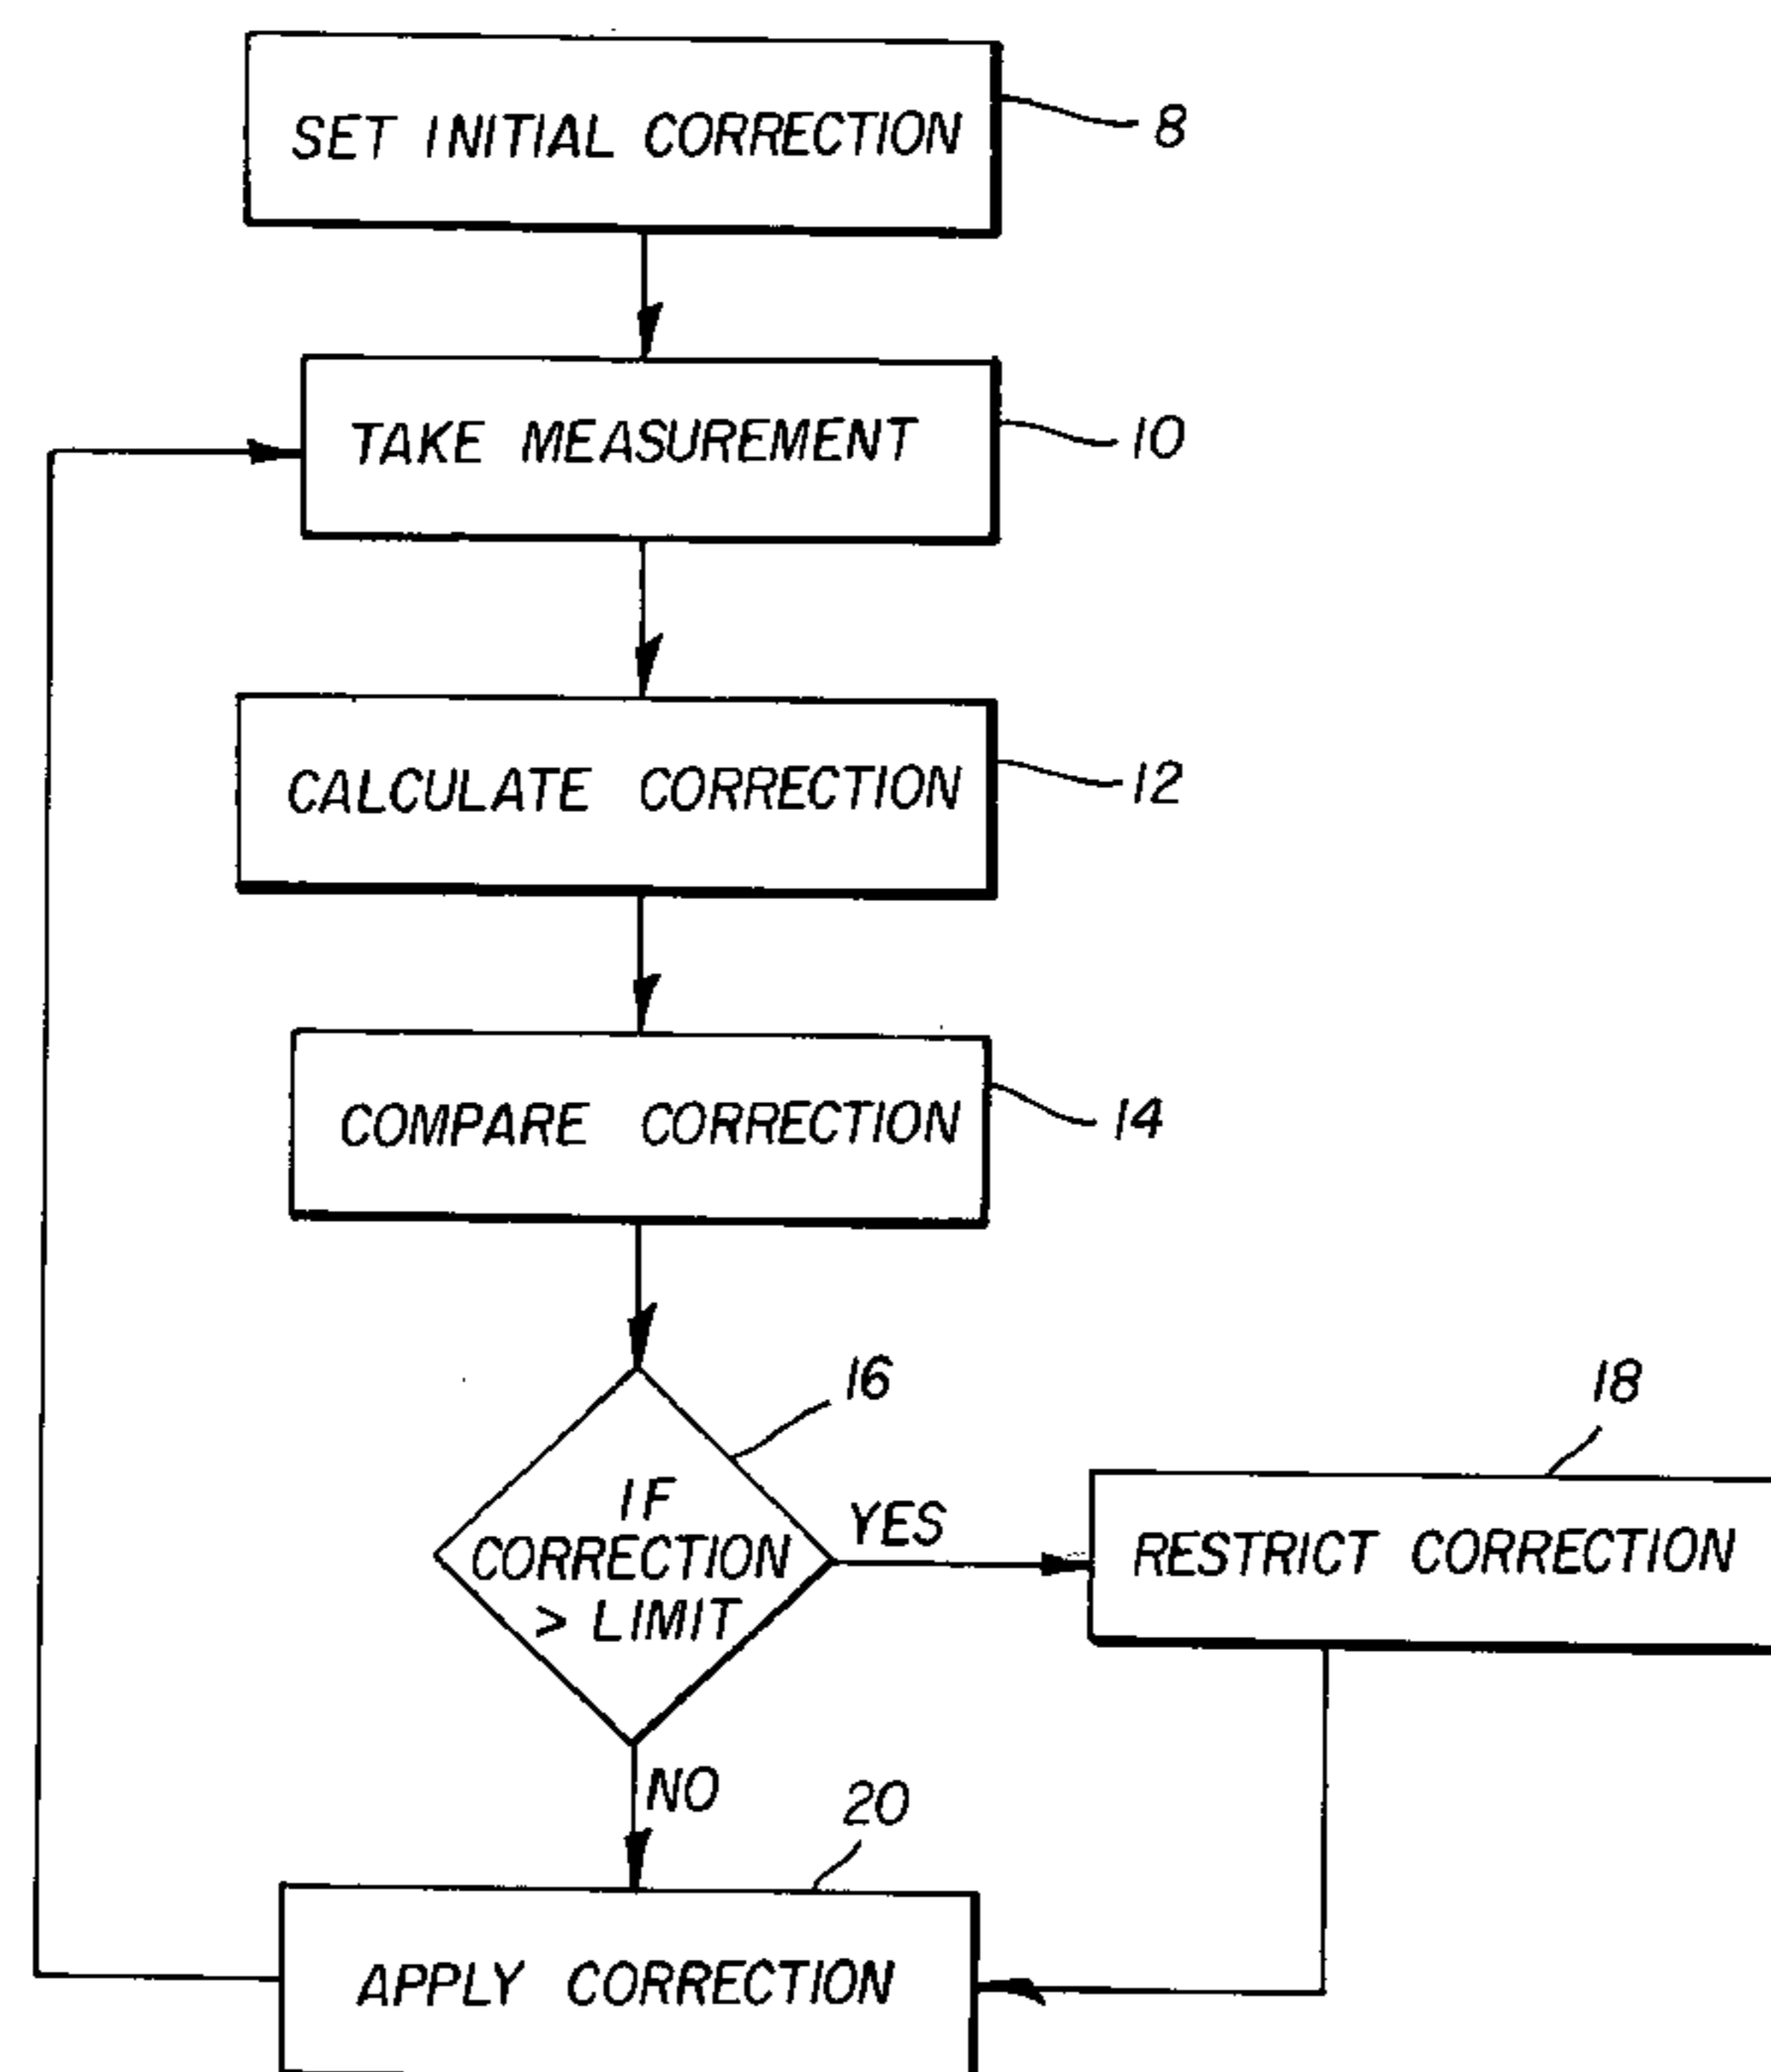 SET INITIAL CORRECTION
8
TAKE MEASUREMENT
10
CALCULATE CORRECTION
12
COMPARE CORRECTION
14
16
18
IF
CORRECTION
> LIMIT
YES
RESTRICT CORRECTION
NO
20
APPLY CORRECTION